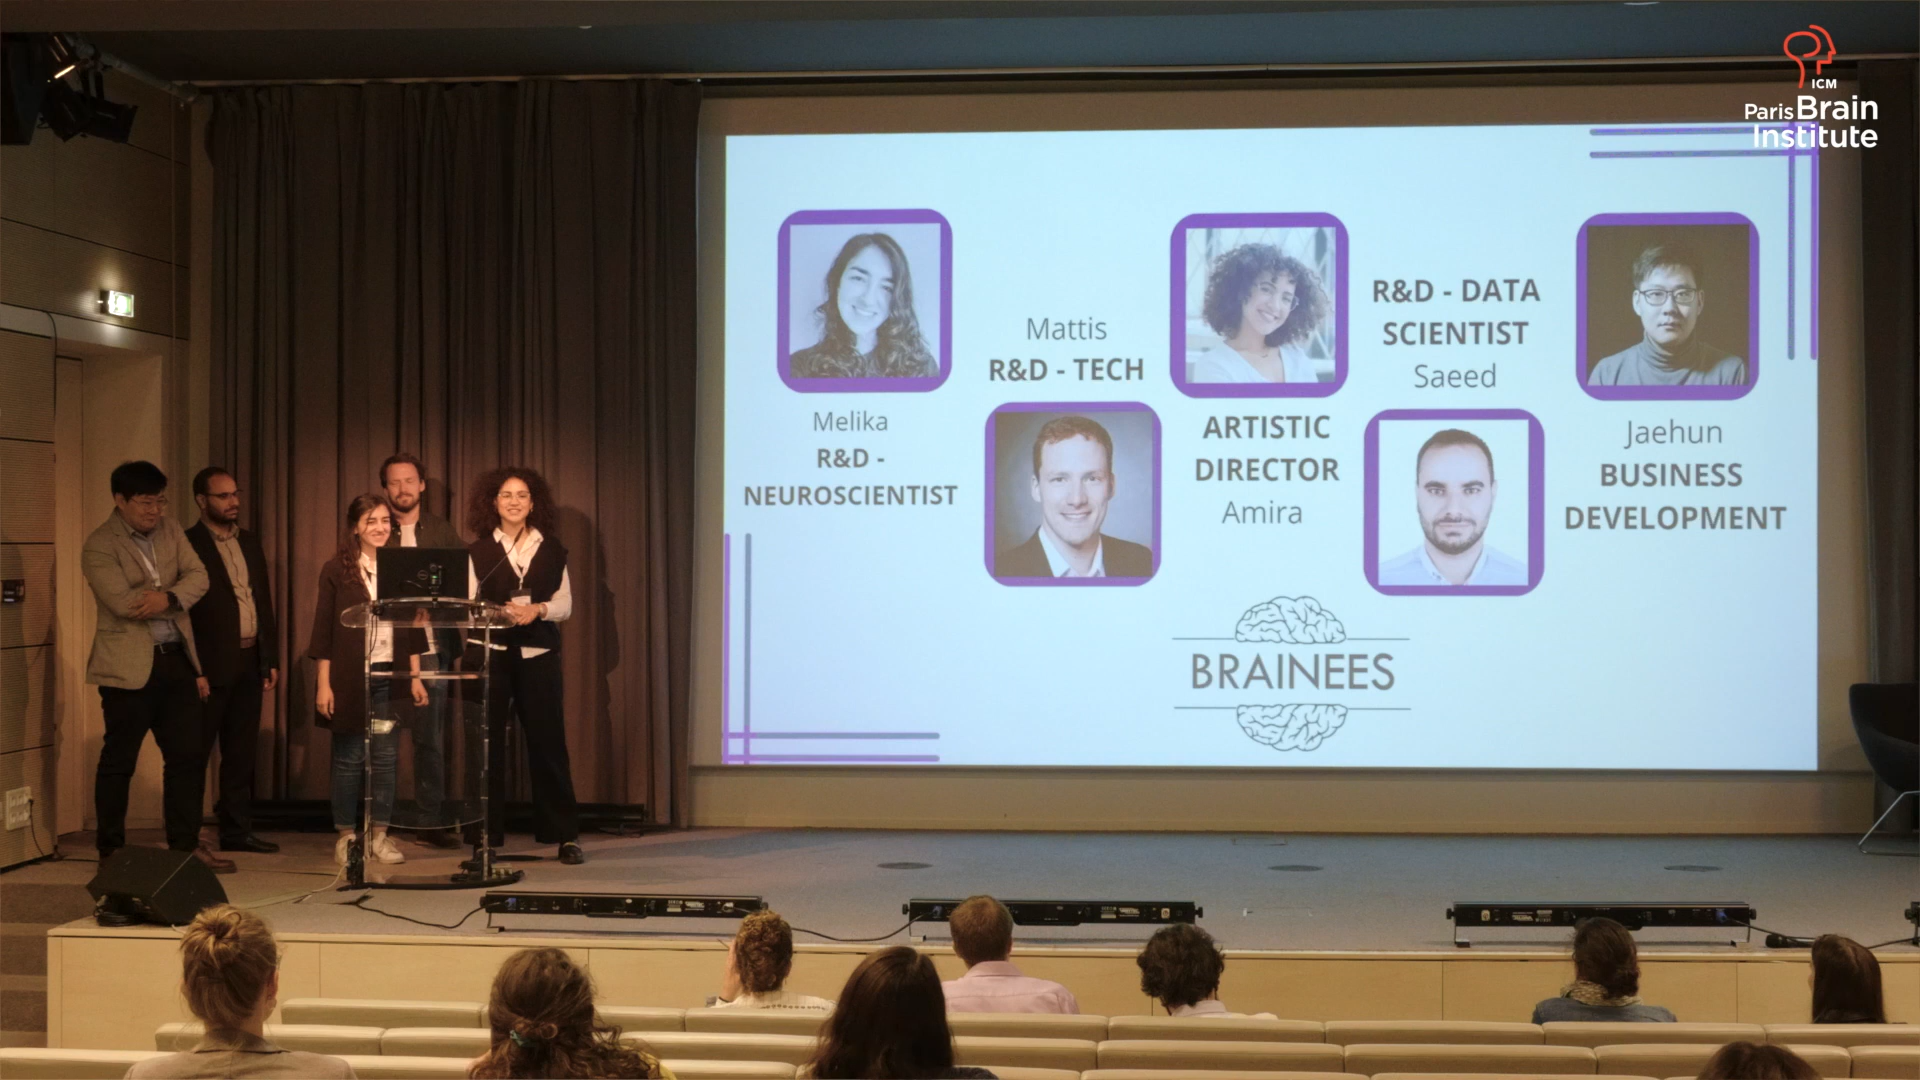 ICM
Paris Brain
Institute
Melika
R&D -
NEUROSCIENTIST
Mattis
R&D - TECH
ARTISTIC
DIRECTOR
Amira
R&D - DATA
SCIENTIST
Saeed
Jaehun
BUSINESS
DEVELOPMENT
BRAINEES